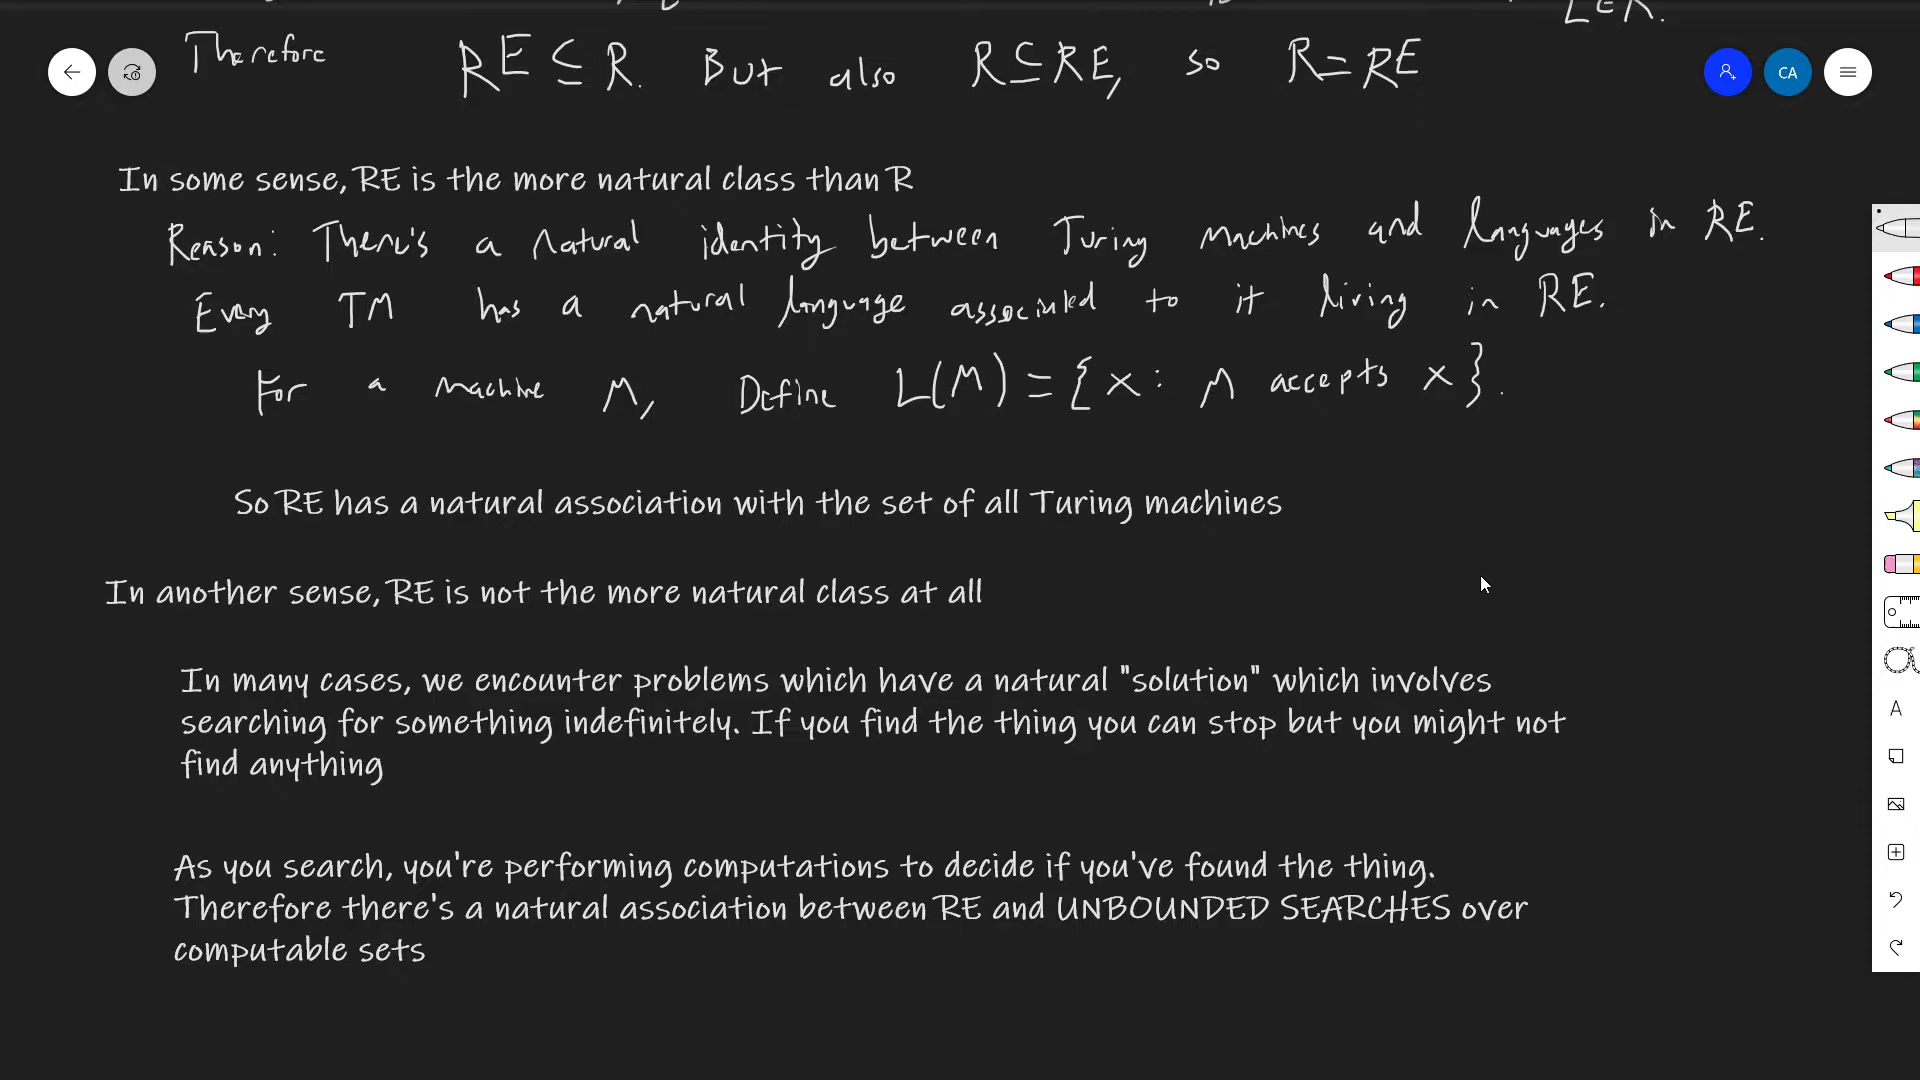 L∈R.
Therefore RE ⊆ R. But also R ⊆ RE, so R = RE
CA
In some sense, RE is the more natural class than R
Reason: There's a natural identity between Turing machines and languages in RE.
Every TM has a natural language associated to it living in RE.
For a machine M, Define L(M) = {x: M accepts x}.
So RE has a natural association with the set of all Turing machines
In another sense, RE is not the more natural class at all
In many cases, we encounter problems which have a natural "solution" which involves
searching for something indefinitely. If you find the thing you can stop but you might not
find anything
As you search, you're performing computations to decide if you've found the thing.
Therefore there's a natural association between RE and UNBOUNDED SEARCHES over
computable sets